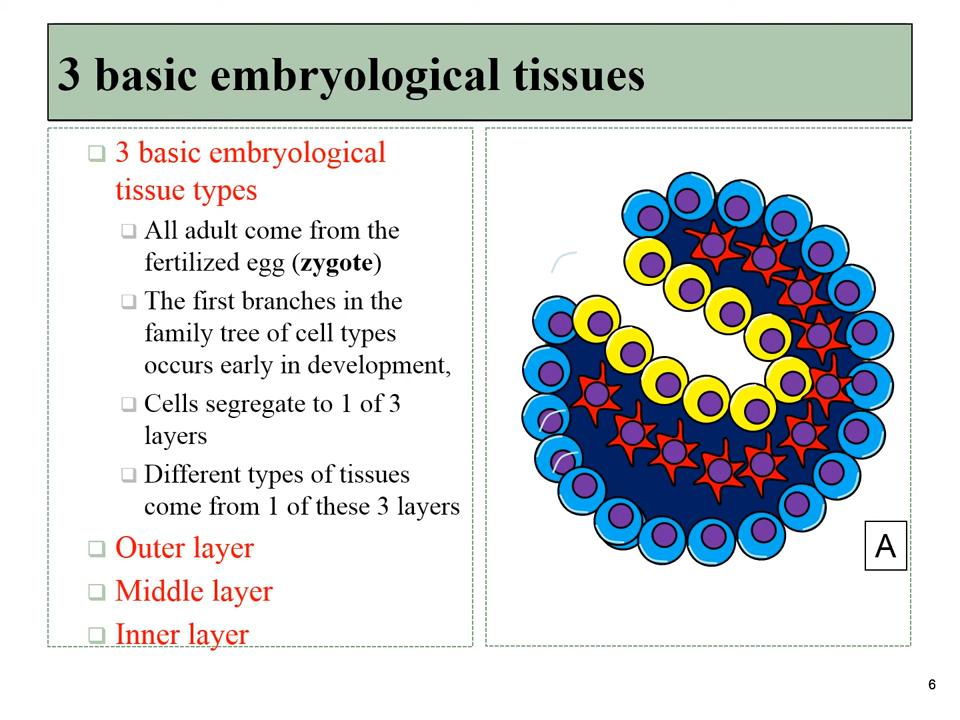 3 basic embryological tissues
3 basic embryological
tissue types
All adult come from the
fertilized egg (zygote)
The first branches in the
family tree of cell types
occurs early in development,
Cells segregate to 1 of 3
layers
Different types of tissues
come from 1 of these 3 layers
Outer layer
Middle layer
Inner layer
A
6